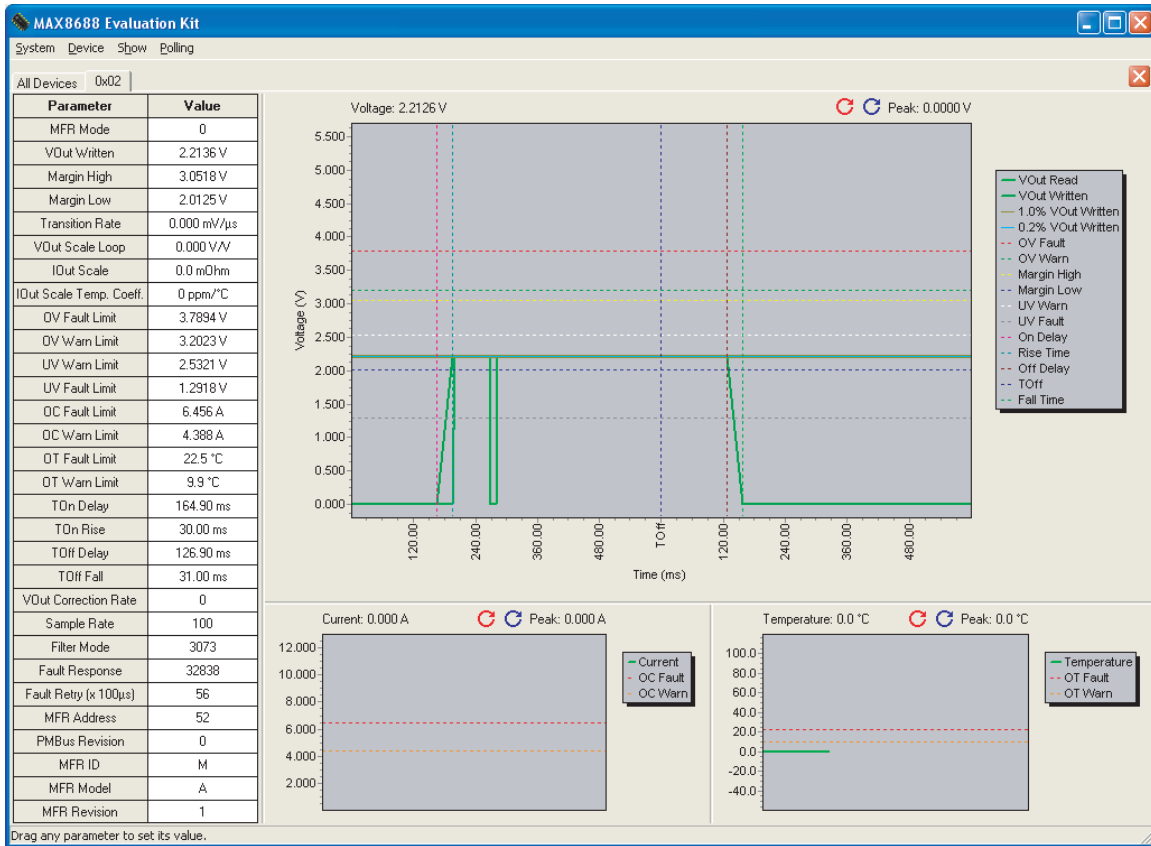 MAX8688 Evaluation Kit
System Device Show Polling
All Devices 0x02
Parameter Value
MFR Mode 0
VOut Written 2.2136 V
Margin High 3.0518 V
Margin Low 2.0125 V
Transition Rate 0.000 mV/µs
VOut Scale Loop 0.000 V/V
IOut Scale 0.0 mOhm
IOut Scale Temp. Coeff. 0 ppm/°C
OV Fault Limit 3.7894 V
OV Warn Limit 3.2023 V
UV Warn Limit 2.5321 V
UV Fault Limit 1.2918 V
OC Fault Limit 6.456 A
OC Warn Limit 4.388 A
OT Fault Limit 22.5 °C
OT Warn Limit 9.9 °C
TOn Delay 164.90 ms
TOn Rise 30.00 ms
TOff Delay 126.90 ms
TOff Fall 31.00 ms
VOut Correction Rate 0
Sample Rate 100
Filter Mode 3073
Fault Response 32838
Fault Retry (x 100µs) 56
MFR Address 52
PMBus Revision 0
MFR ID M
MFR Model A
MFR Revision 1
Voltage: 2.2126 V Peak: 0.0000 V
Voltage (V)
5.500
5.000
4.500
4.000
3.500
3.000
2.500
2.000
1.500
1.000
0.500
0.000
120.00 240.00 360.00 480.00 TOff 120.00 240.00 360.00 480.00
Time (ms)
VOut Read
VOut Written
1.0% VOut Written
0.2% VOut Written
OV Fault
OV Warn
Margin High
Margin Low
UV Warn
UV Fault
On Delay
Rise Time
Off Delay
TOff
Fall Time
Current: 0.000 A Peak: 0.000 A
12.000
10.000
8.000
6.000
4.000
2.000
Current
OC Fault
OC Warn
Temperature: 0.0 °C Peak: 0.0 °C
100.0
80.0
60.0
40.0
20.0
0.0
-20.0
-40.0
Temperature
OT Fault
OT Warn
Drag any parameter to set its value.